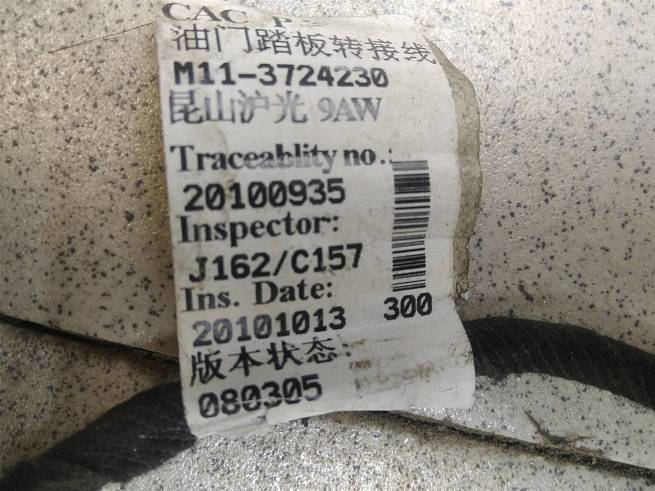 CAC P
油门踏板转接线
M11-3724230
昆山沪光 9AW
Traceablity no.:
20100935
Inspector:
J162/C157
Ins. Date:
20101013
300
版本状态:
080305